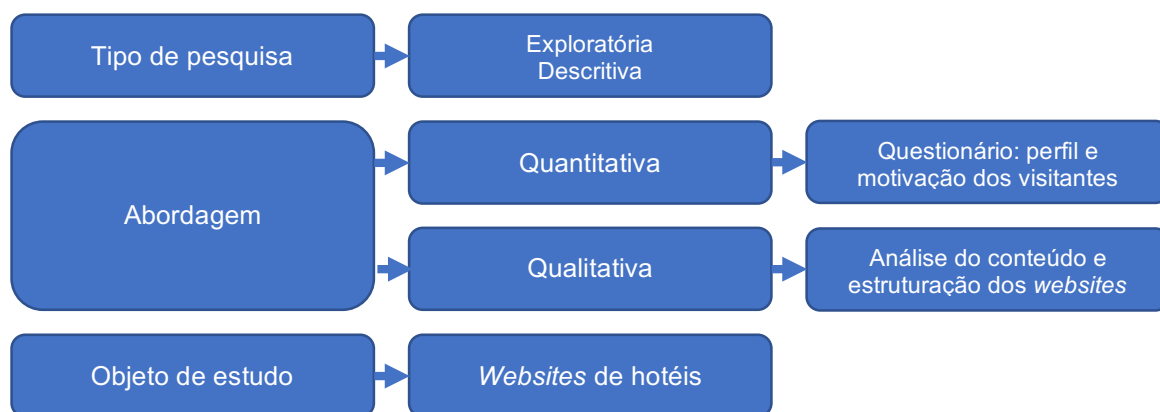 Tipo de pesquisa
Exploratória
Descritiva
Abordagem
Quantitativa
Questionário: perfil e
motivação dos visitantes
Qualitativa
Análise do conteúdo e
estruturação dos websites
Objeto de estudo
Websites de hotéis